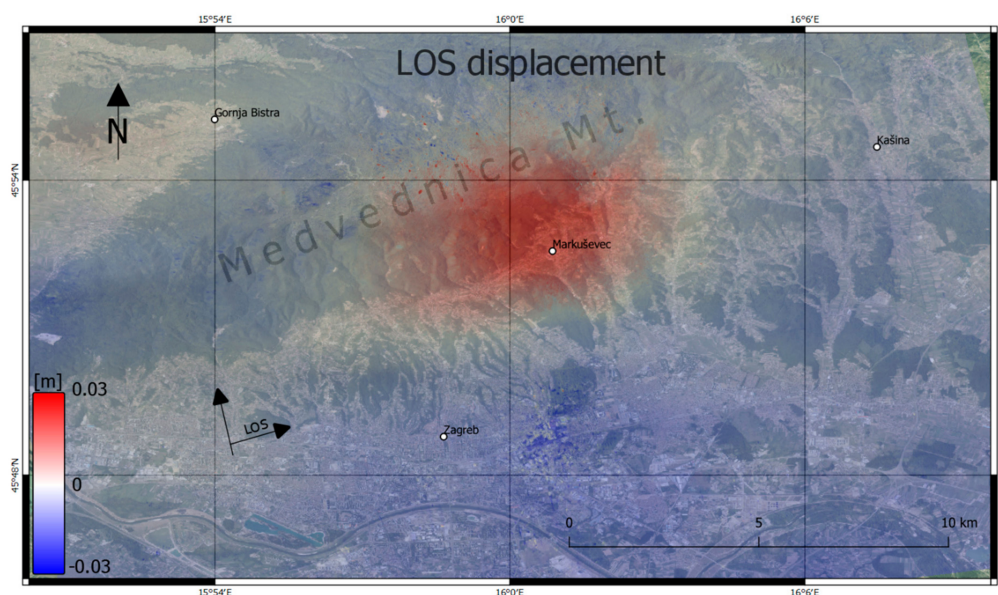 15°54'E 16°0'E 16°6'E
LOS displacement
Gornja Bistra
N
Medvednica Mt.
Kašina
45°54'N
Markuševec
[m]
0.03
LOS
Zagreb
45°48'N
0
0 5 10 km
-0.03
15°54'E 16°0'E 16°6'E